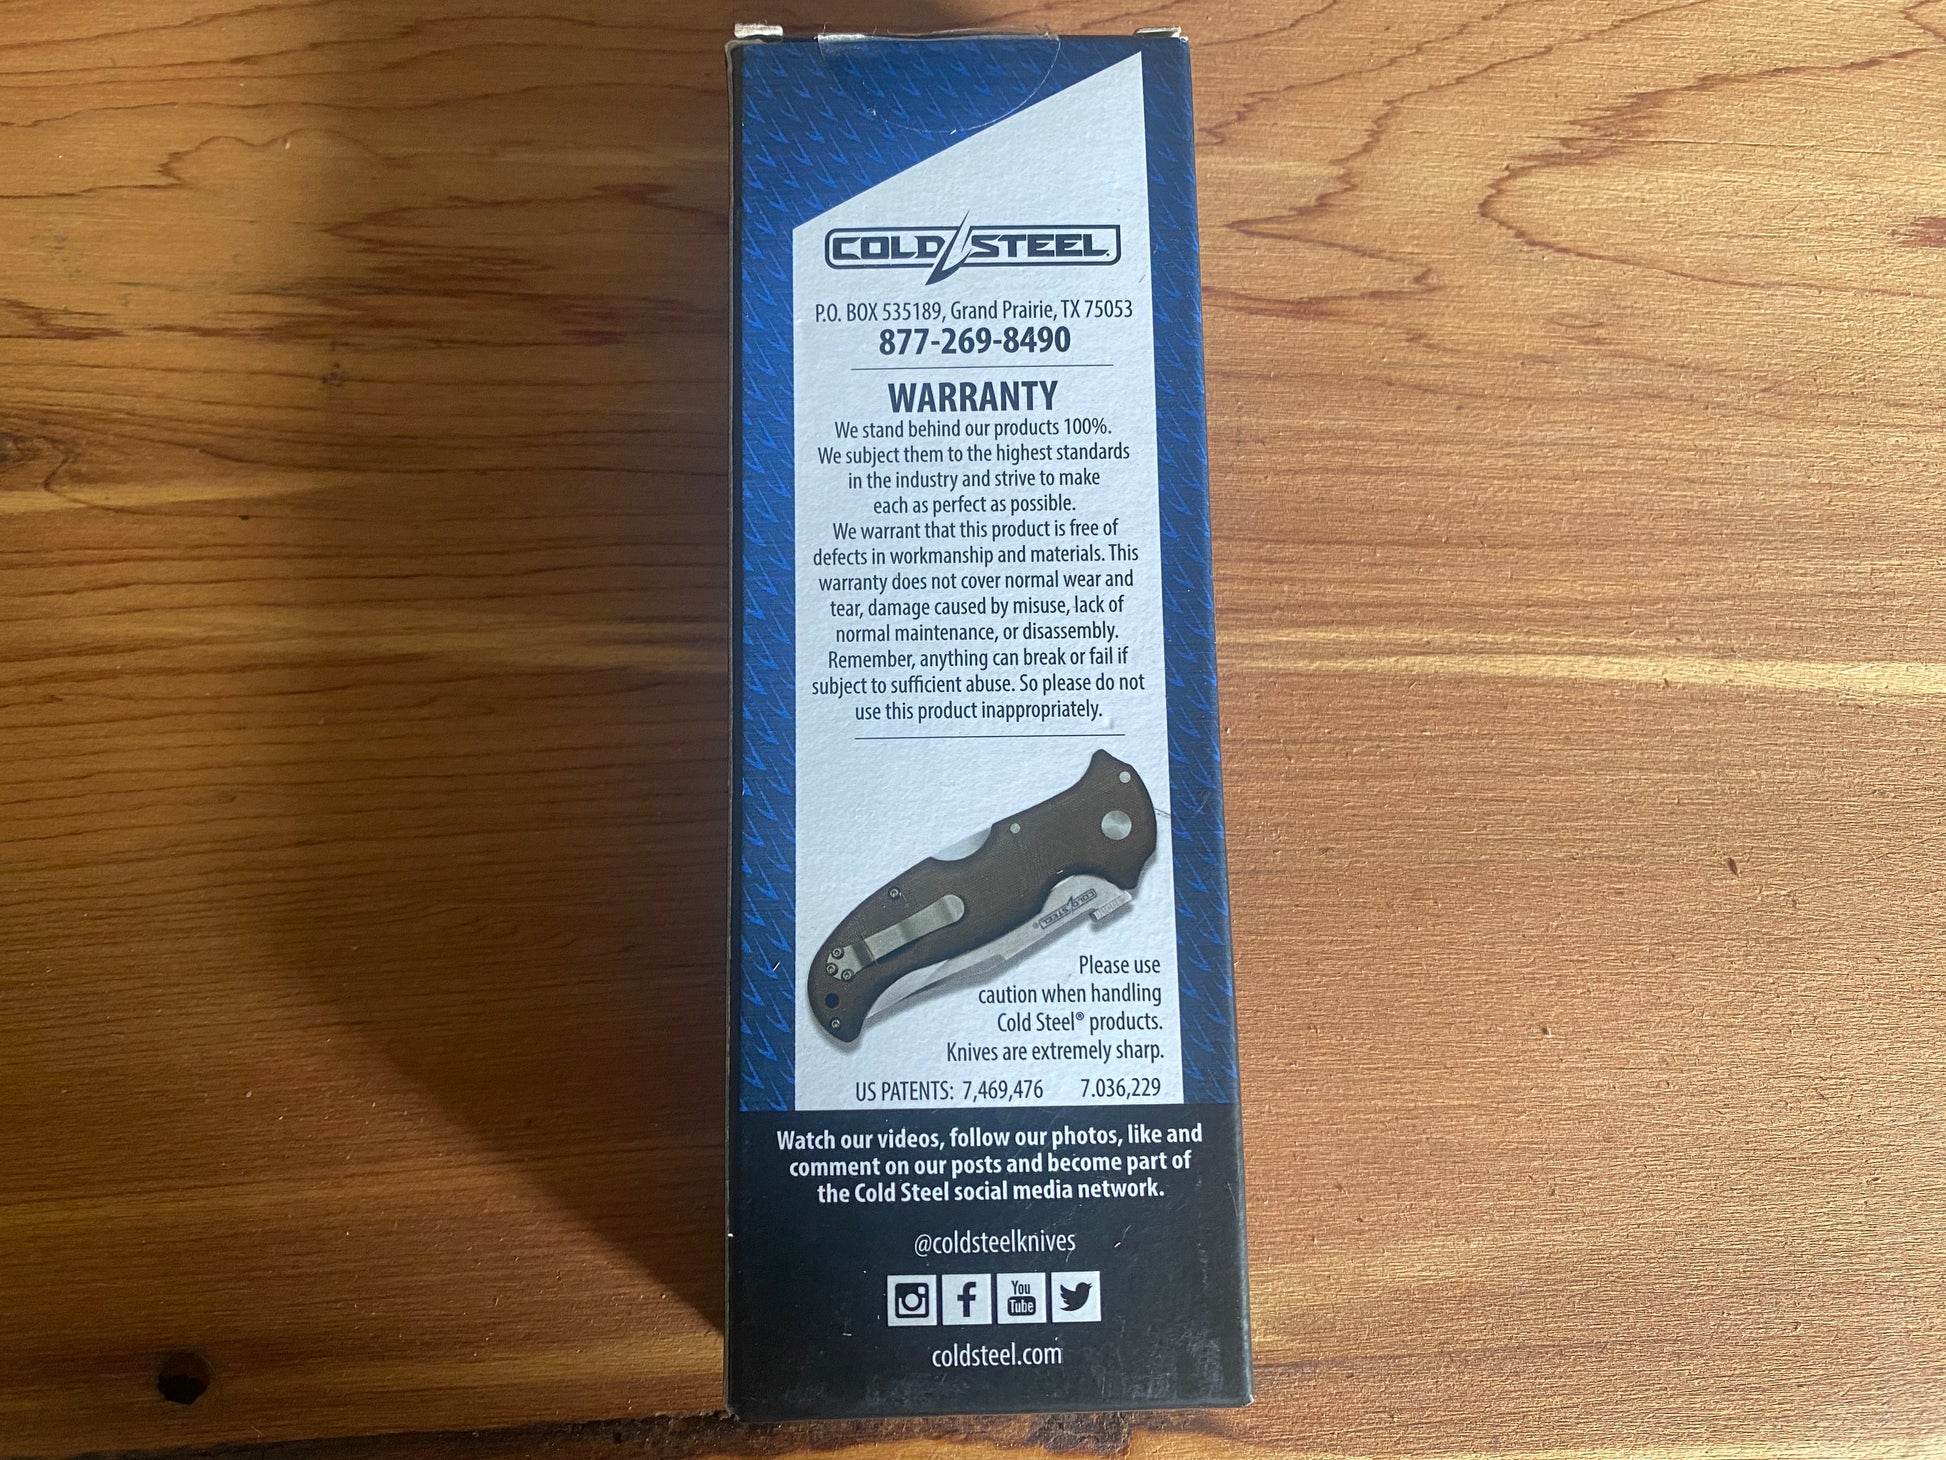 COLD STEEL
P.O. BOX 535189, Grand Prairie, TX 75053
877-269-8490
WARRANTY
We stand behind our products 100%.
We subject them to the highest standards
in the industry and strive to make
each as perfect as possible.
We warrant that this product is free of
defects in workmanship and materials. This
warranty does not cover normal wear and
tear, damage caused by misuse, lack of
normal maintenance, or disassembly.
Remember, anything can break or fail if
subject to sufficient abuse. So please do not
use this product inappropriately.
COLD STEEL®
Please use
caution when handling
Cold Steel® products.
Knives are extremely sharp.
US PATENTS: 7,469,476 7.036,229
Watch our videos, follow our photos, like and
comment on our posts and become part of
the Cold Steel social media network.
@coldsteelknives
f You
Tube
coldsteel.com